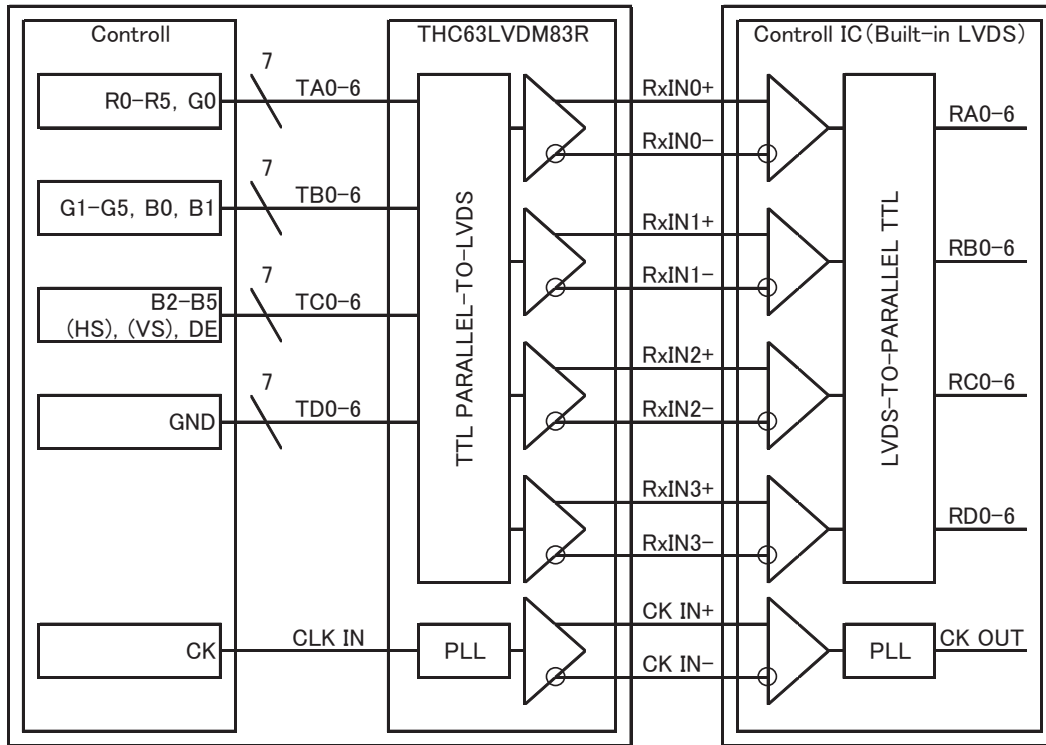 Controll
THC63LVDM83R
Controll IC(Built-in LVDS)
R0-R5, G0
7
TA0-6
RxIN0+
RxIN0-
RA0-6
G1-G5, B0, B1
7
TB0-6
RxIN1+
RxIN1-
RB0-6
B2-B5
(HS), (VS), DE
7
TC0-6
RxIN2+
RxIN2-
RC0-6
GND
7
TD0-6
RxIN3+
RxIN3-
RD0-6
TTL PARALLEL-TO-LVDS
LVDS-TO-PARALLEL TTL
CK
CLK IN
PLL
CK IN+
CK IN-
PLL
CK OUT